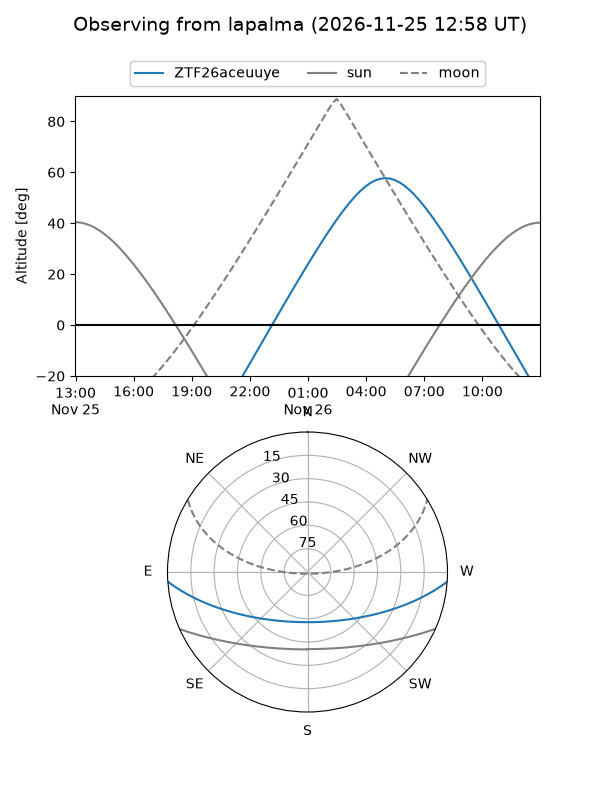 Observing from lapalma (2026-11-25 12:58 UT)
ZTF26aceuuye sun moon
Altitude [deg]
80
60
40
20
0
−20
13:00 16:00 19:00 22:00 01:00 04:00 07:00 10:00
Nov 25 Nov 26
N
NE NW
15
30
45
60
75
E W
SE SW
S